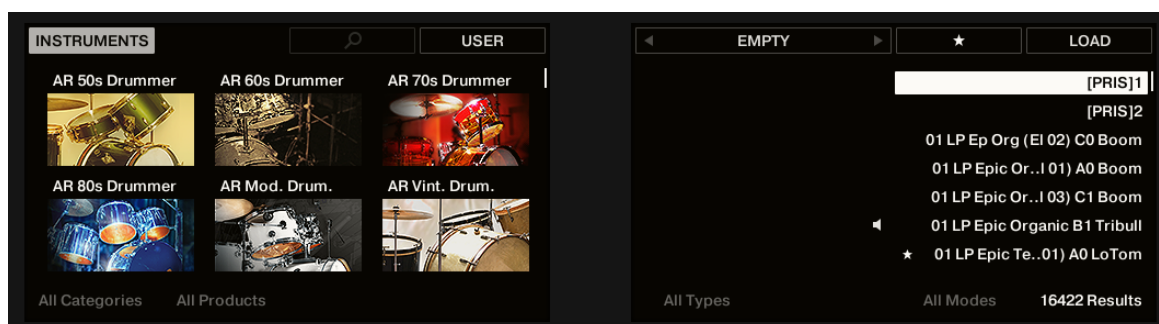 INSTRUMENTS
USER
AR 50s Drummer AR 60s Drummer AR 70s Drummer
AR 80s Drummer AR Mod. Drum. AR Vint. Drum.
All Categories All Products
EMPTY ★ LOAD
[PRIS]1
[PRIS]2
01 LP Ep Org (El 02) C0 Boom
01 LP Epic Or..l 01) A0 Boom
01 LP Epic Or..l 03) C1 Boom
01 LP Epic Organic B1 Tribull
★ 01 LP Epic Te..01) A0 LoTom
All Types All Modes 16422 Results